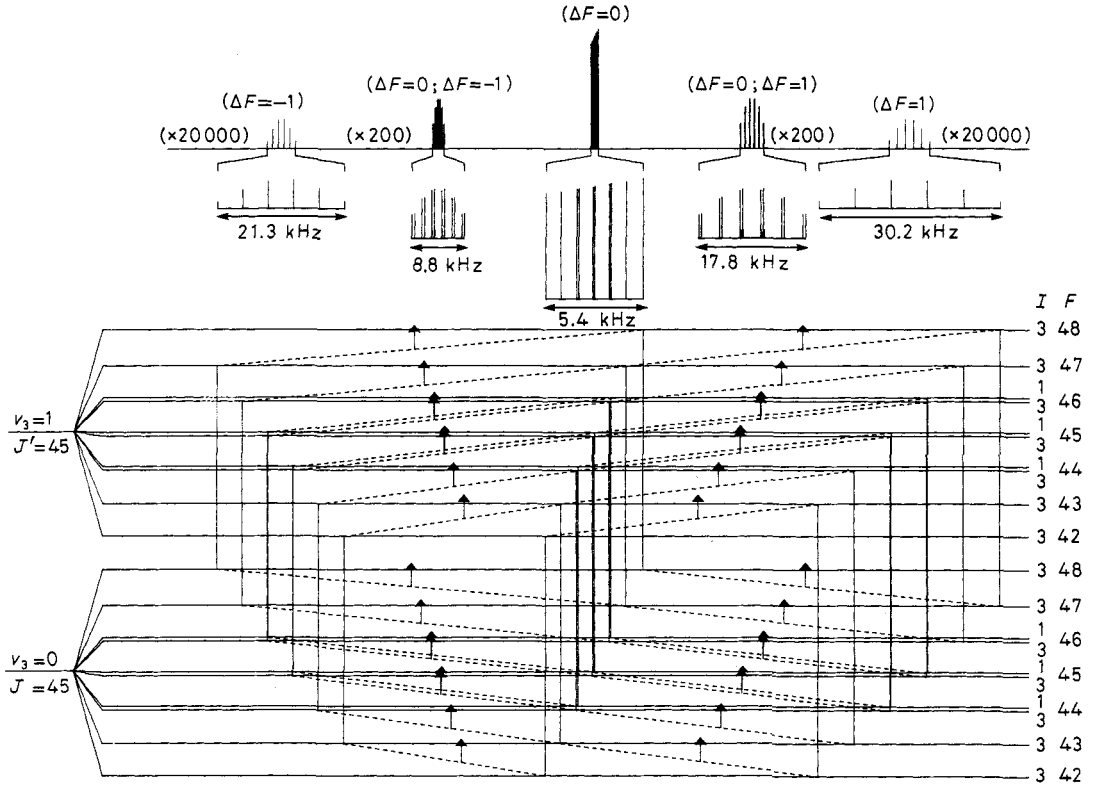 (ΔF=0)
(ΔF=0 ; ΔF=-1)
(ΔF=0 ; ΔF=1)
(ΔF=-1)
(ΔF=1)
(×20000)
(×200)
(×200)
(×20000)
21.3 kHz
8.8 kHz
5.4 kHz
17.8 kHz
30.2 kHz
I F
3 48
3 47
1
3 46
1
3 45
1
3 44
3 43
3 42
3 48
3 47
1
3 46
1
3 45
1
3 44
3 43
3 42
v₃=1
J'=45
v₃=0
J=45